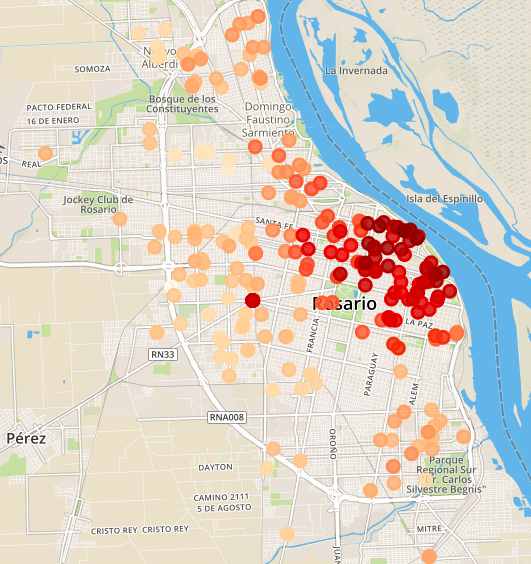 Nuevo
Alberdi
SOMOZA
La Invernada
Bosque de los
Constituyentes
PACTO FEDERAL
16 DE ENERO
Domingo
Faustino
Sarmiento
REAL
Jockey Club de
Rosario
Isla del Espinillo
SANTA FE
Rosario
LA PAZ
FRANCIA
RN33
PARAGUAY
ALEM
RNA008
Pérez
OROÑO
DAYTON
Parque
Regional Sur
"Dr. Carlos
Silvestre Begnis"
CAMINO 2111
5 DE AGOSTO
CRISTO REY CRISTO REY
MITRE
JUAN